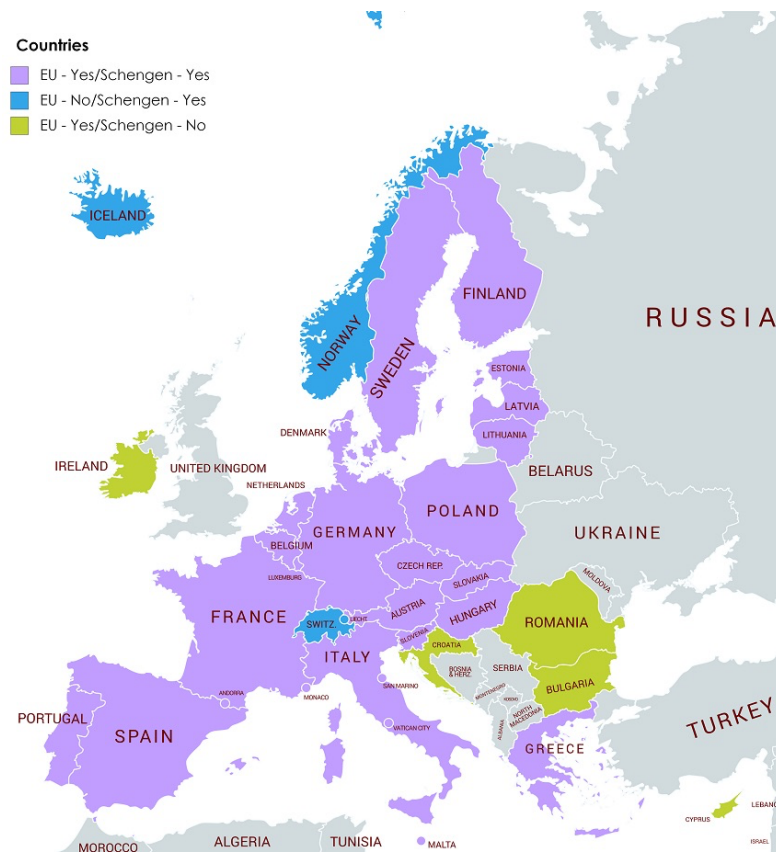 Countries
EU - Yes/Schengen - Yes
EU - No/Schengen - Yes
EU - Yes/Schengen - No
ICELAND
RUSSIA
FINLAND
NORWAY
SWEDEN
ESTONIA
LATVIA
LITHUANIA
DENMARK
IRELAND
UNITED KINGDOM
BELARUS
NETHERLANDS
POLAND
GERMANY
UKRAINE
BELGIUM
CZECH REP.
LUXEMBURG
SLOVAKIA
MOLDOVA
AUSTRIA
HUNGARY
FRANCE
SWITZ.
LIECHT
ROMANIA
SLOVENIA
CROATIA
ITALY
BOSNIA
& HERZ.
SERBIA
SAN MARINO
BULGARIA
ANDORRA
MONACO
MONTENEGRO
KOSOVO
NORTH
MACEDONIA
PORTUGAL
SPAIN
VATICAN CITY
ALBANIA
TURKEY
GREECE
LEBANO
CYPRUS
MALTA
MOROCCO
ALGERIA
TUNISIA
ISRAEL